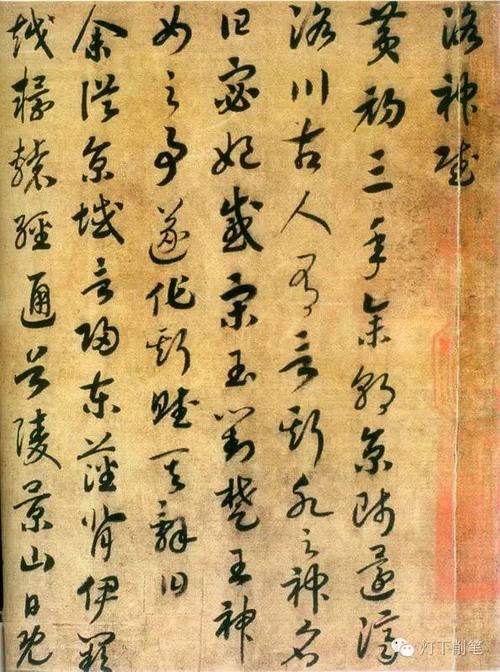 洛神賦
黄初三年余朝京師還濟
洛川古人有言斯水之神名
曰宓妃感宋玉對楚王神
女之事遂作斯賦其辭曰
余從京域言歸東藩背伊闕
越轘轅經通谷陵景山日既
灯下削笔